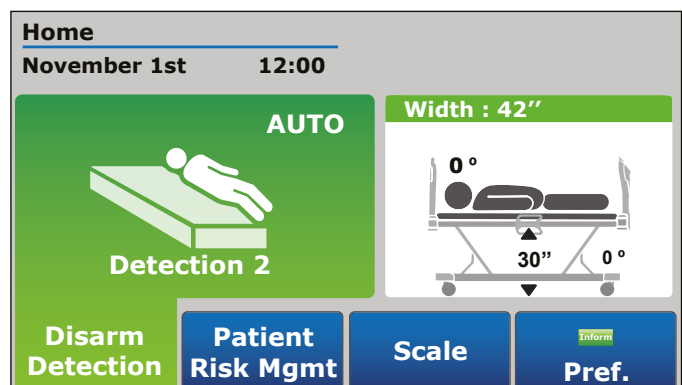 Home
November 1st 12:00
AUTO
Detection 2
Width : 42’’
0 º
30”
0 º
Disarm
Detection
Patient
Risk Mgmt
Scale
Inform
Pref.